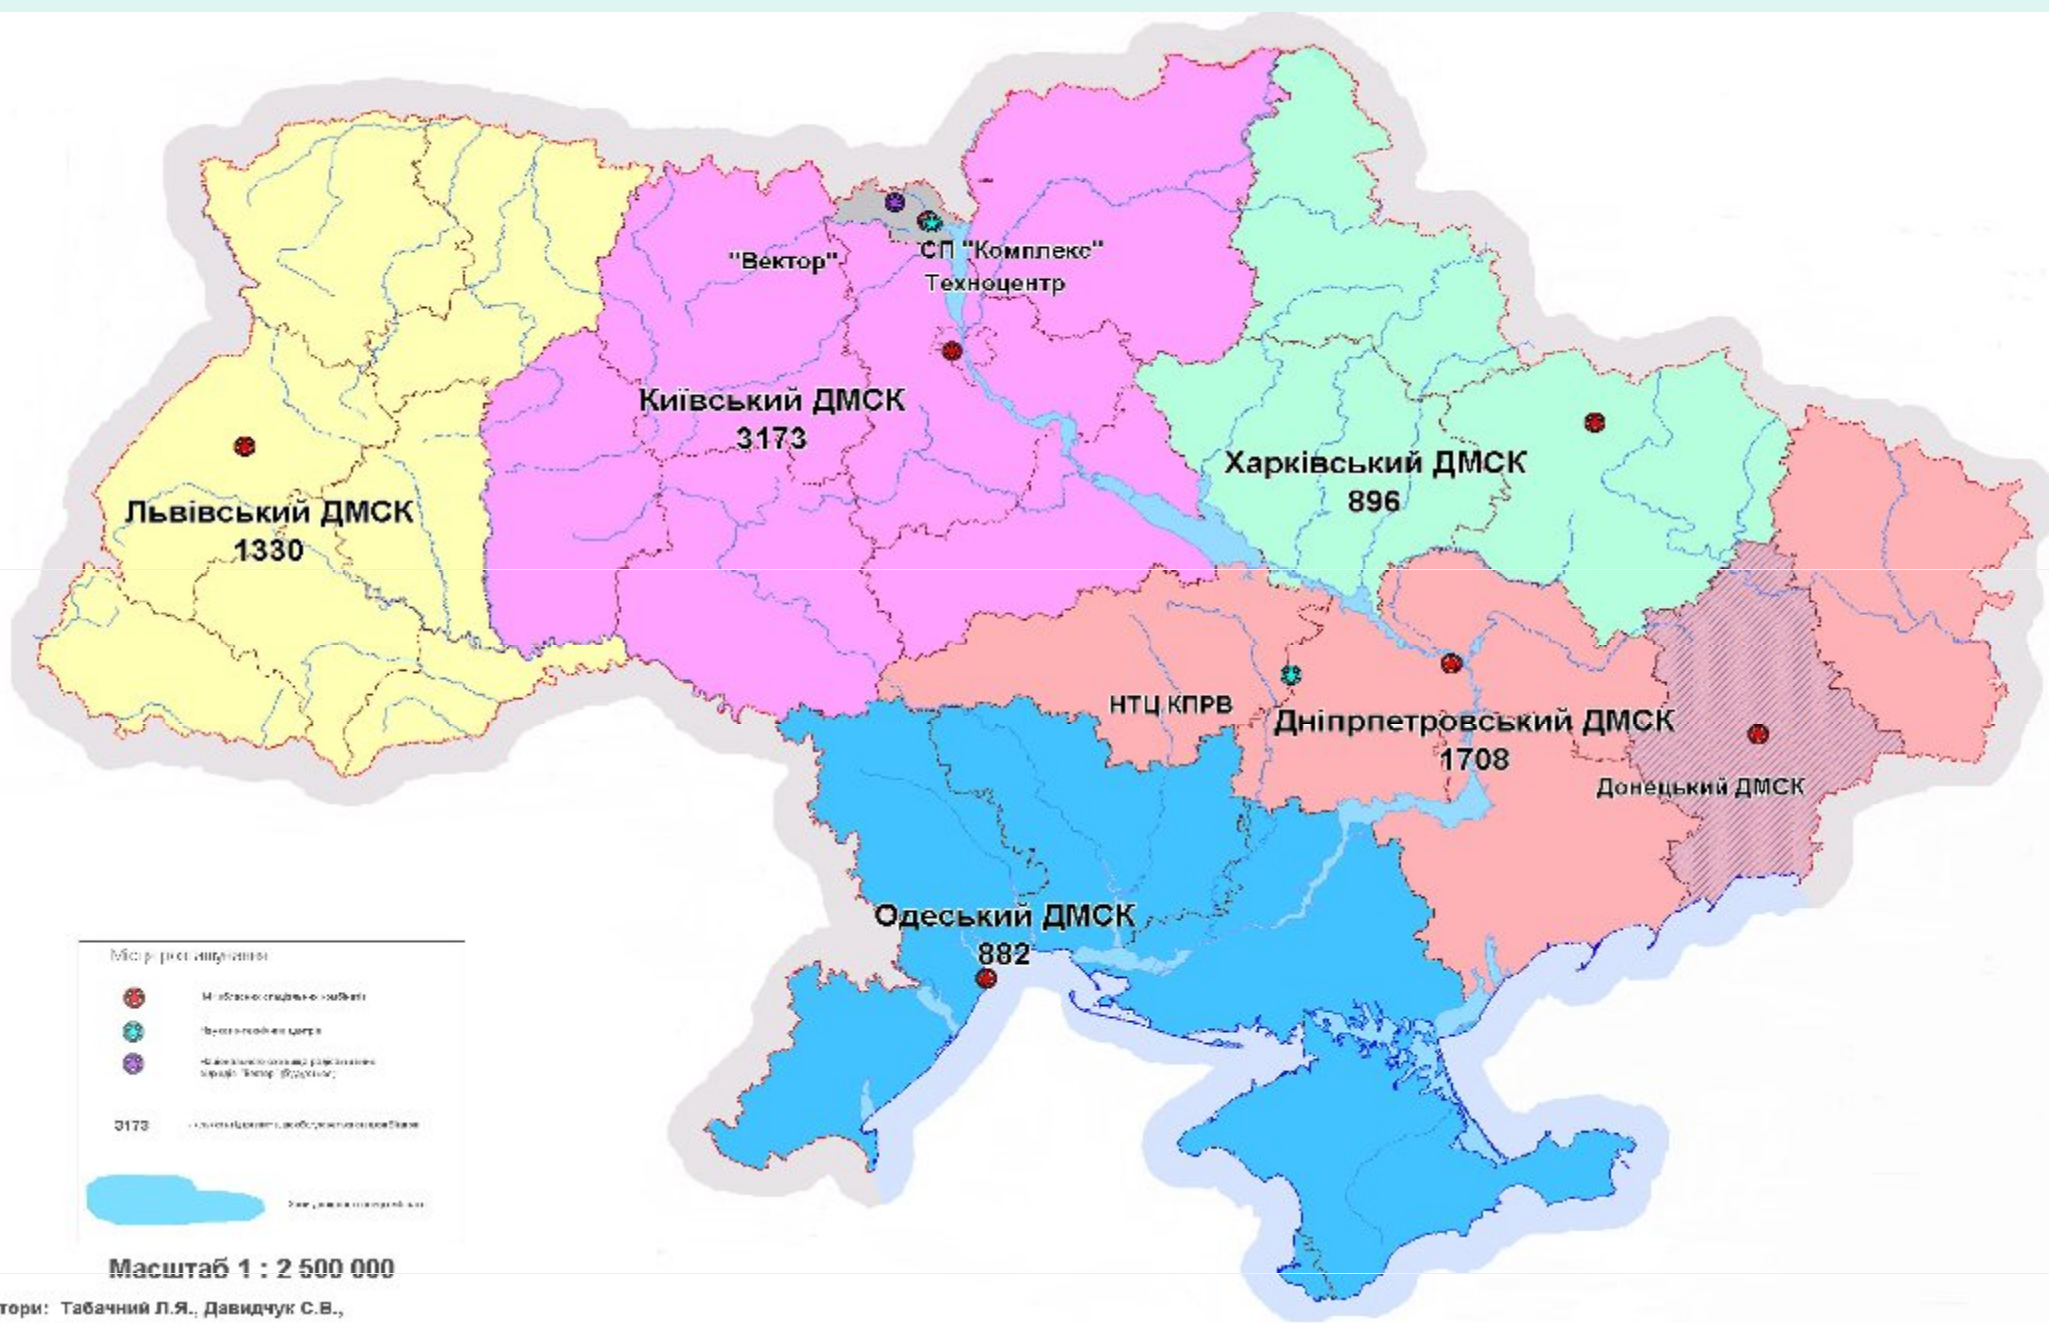 "Вектор"
СП "Комплекс"
Техноцентр
Київський ДМСК
3173
Харківський ДМСК
896
Львівський ДМСК
1330
НТЦ КПРВ
Дніпрпетровський ДМСК
1708
Донецький ДМСК
Одеський ДМСК
882
3173
Масштаб 1 : 2 500 000
тори: Табачний Л.Я., Давидчук С.В.,